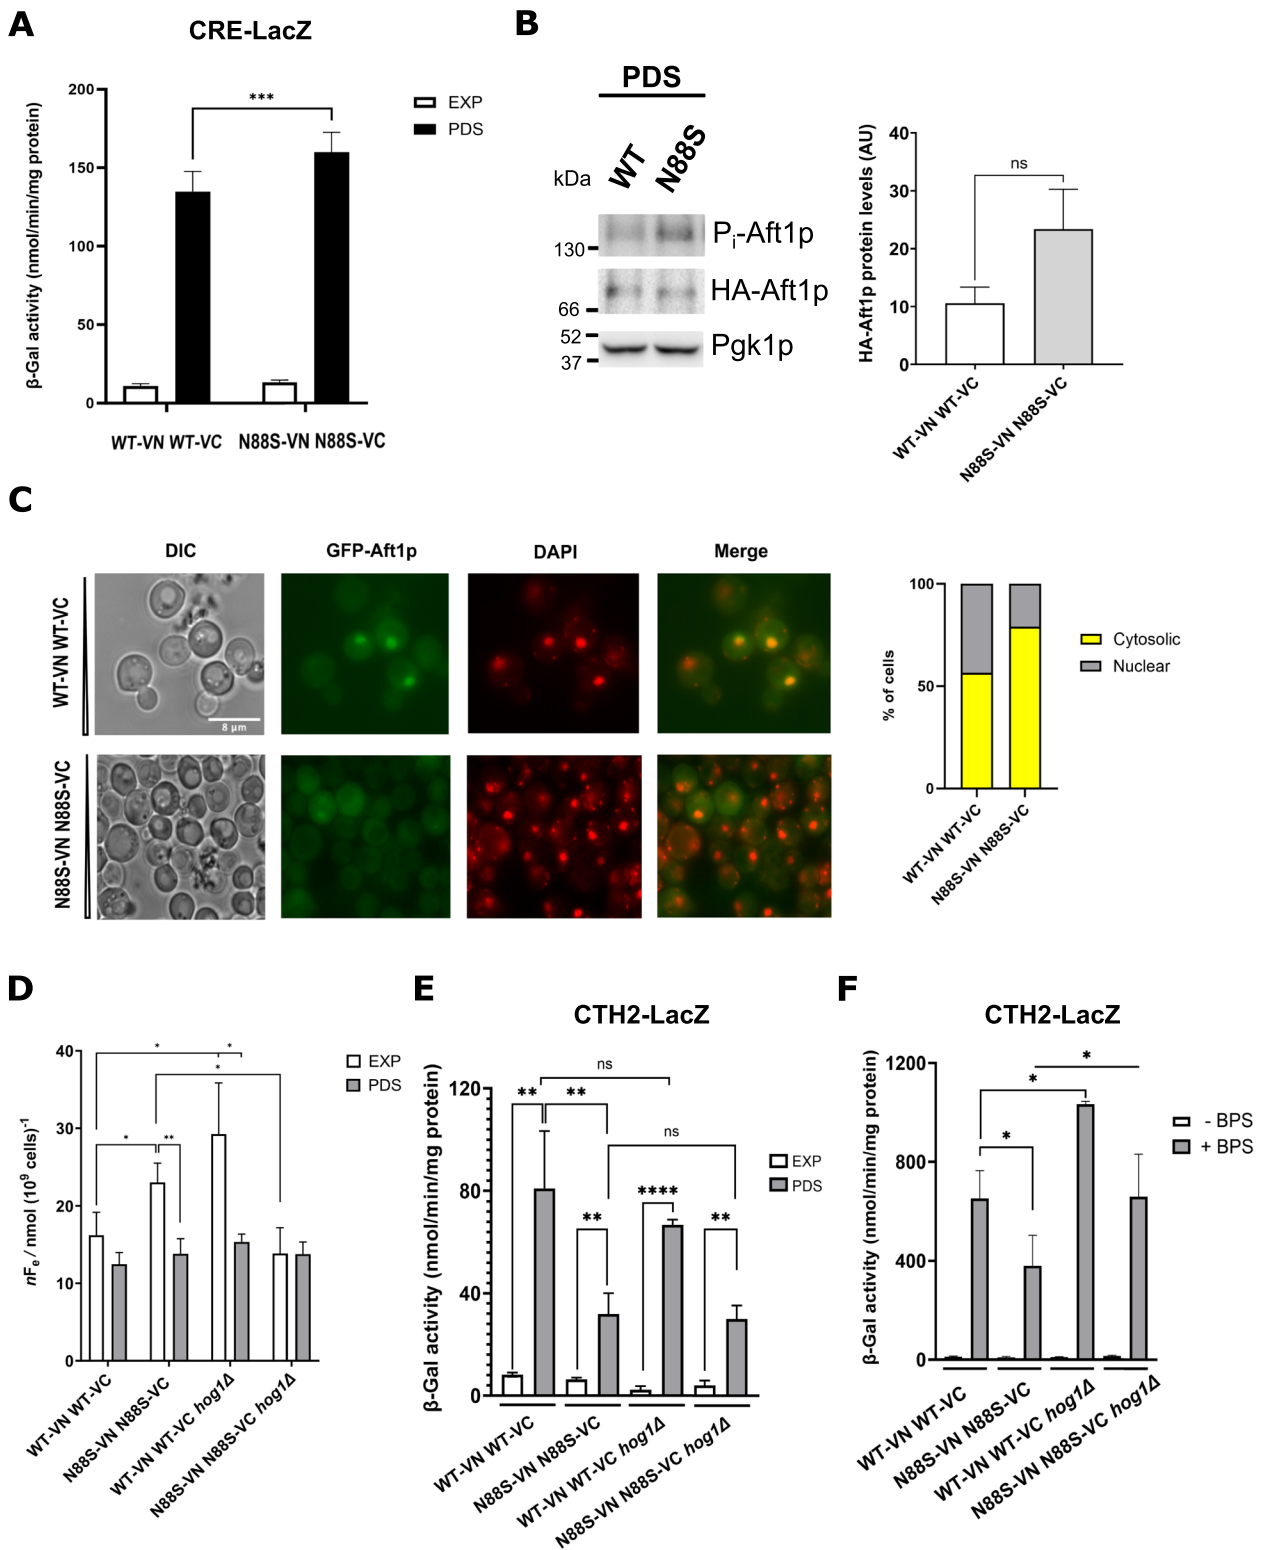 A
CRE-LacZ
β-Gal activity (nmol/min/mg protein)
200
150
100
50
0
***
EXP
PDS
WT-VN WT-VC
N88S-VN N88S-VC
B
PDS
WT
N88S
kDa
130
66
52
37
Pi-Aft1p
HA-Aft1p
Pgk1p
HA-Aft1p protein levels (AU)
40
30
20
10
0
ns
WT-VN WT-VC
N88S-VN N88S-VC
C
DIC
GFP-Aft1p
DAPI
Merge
WT-VN WT-VC
8 µm
N88S-VN N88S-VC
% of cells
100
50
0
Cytosolic
Nuclear
WT-VN WT-VC
N88S-VN N88S-VC
D
nFe / nmol (10⁹ cells)⁻¹
40
30
20
10
0
*
*
*
*
**
EXP
PDS
WT-VN WT-VC
N88S-VN N88S-VC
WT-VN WT-VC hog1Δ
N88S-VN N88S-VC hog1Δ
E
CTH2-LacZ
β-Gal activity (nmol/min/mg protein)
120
80
40
0
ns
**
**
ns
****
**
**
EXP
PDS
WT-VN WT-VC
N88S-VN N88S-VC
WT-VN WT-VC hog1Δ
N88S-VN N88S-VC hog1Δ
F
CTH2-LacZ
β-Gal activity (nmol/min/mg protein)
1200
800
400
0
*
*
*
- BPS
+ BPS
WT-VN WT-VC
N88S-VN N88S-VC
WT-VN WT-VC hog1Δ
N88S-VN N88S-VC hog1Δ